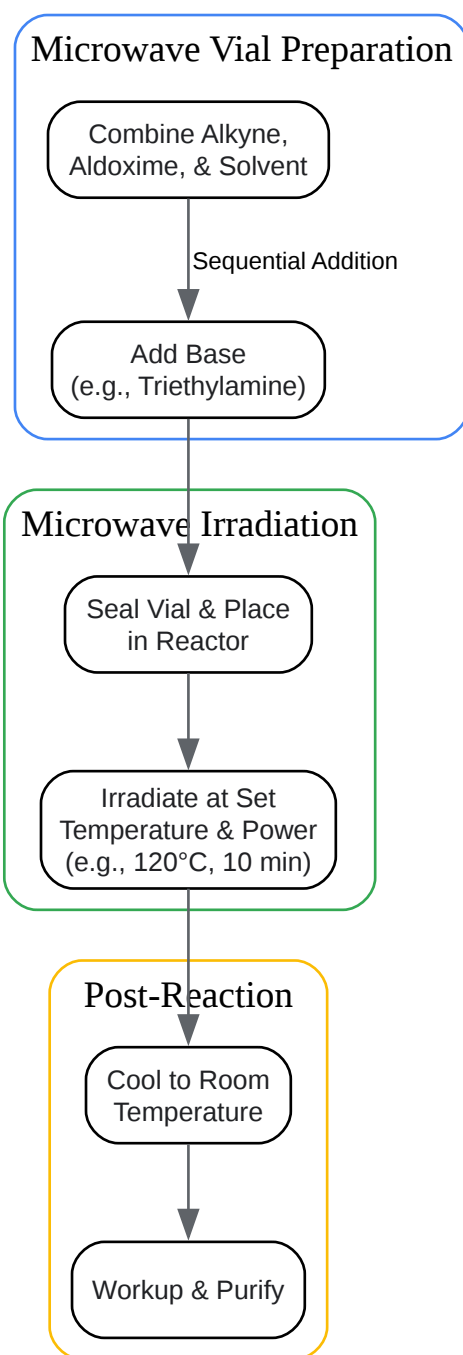 Microwave Vial Preparation
Combine Alkyne,
Aldoxime, & Solvent
Sequential Addition
Add Base
(e.g., Triethylamine)
Microwave Irradiation
Seal Vial & Place
in Reactor
Irradiate at Set
Temperature & Power
(e.g., 120°C, 10 min)
Post-Reaction
Cool to Room
Temperature
Workup & Purify